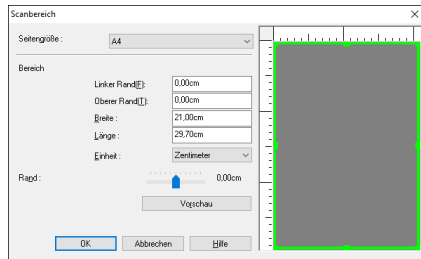 Scanbereich
Seitengröße :
A4
Bereich
Linker Rand(F):
0,00cm
Oberer Rand(T):
0,00cm
Breite :
21,00cm
Länge :
29,70cm
Einheit :
Zentimeter
Rand :
0,00cm
Vorschau
OK
Abbrechen
Hilfe